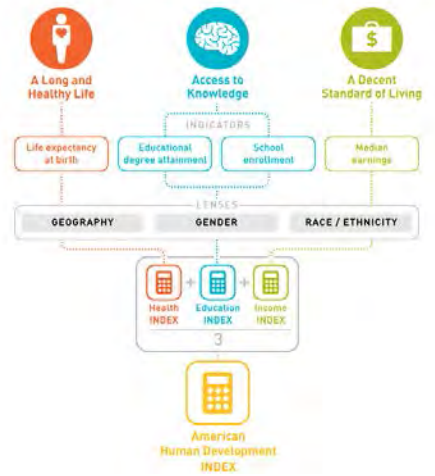 $
A Long and
Healthy Life
Access to
Knowledge
A Decent
Standard of Living
INDICATORS
Life expectency
at birth
Educational
degree attainment
School
enrollment
Median
earnings
LENSES
GEOGRAPHY
GENDER
RACE / ETHNICITY
+ +
Health
INDEX
Education
INDEX
Income
INDEX
3
American
Human Development
INDEX